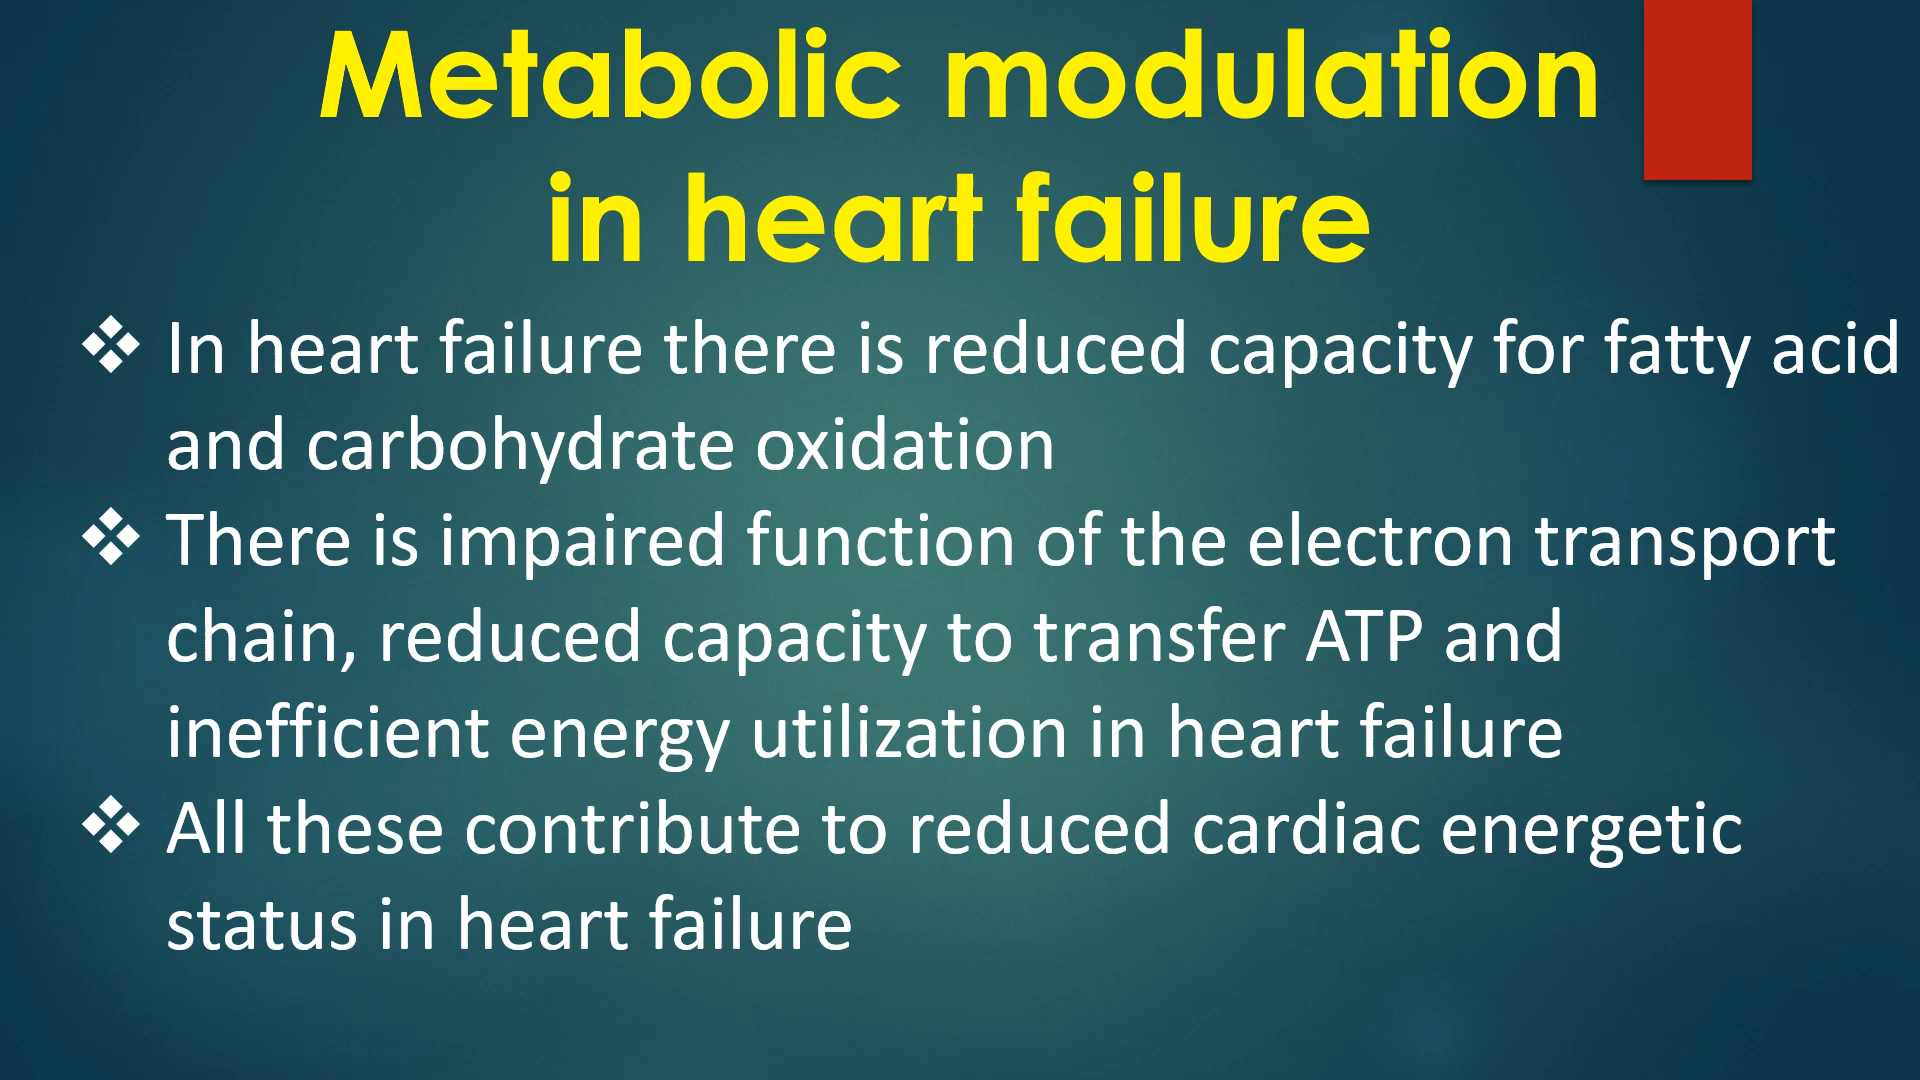 Metabolic modulation
in heart failure
❖ In heart failure there is reduced capacity for fatty acid
and carbohydrate oxidation
❖ There is impaired function of the electron transport
chain, reduced capacity to transfer ATP and
inefficient energy utilization in heart failure
❖ All these contribute to reduced cardiac energetic
status in heart failure